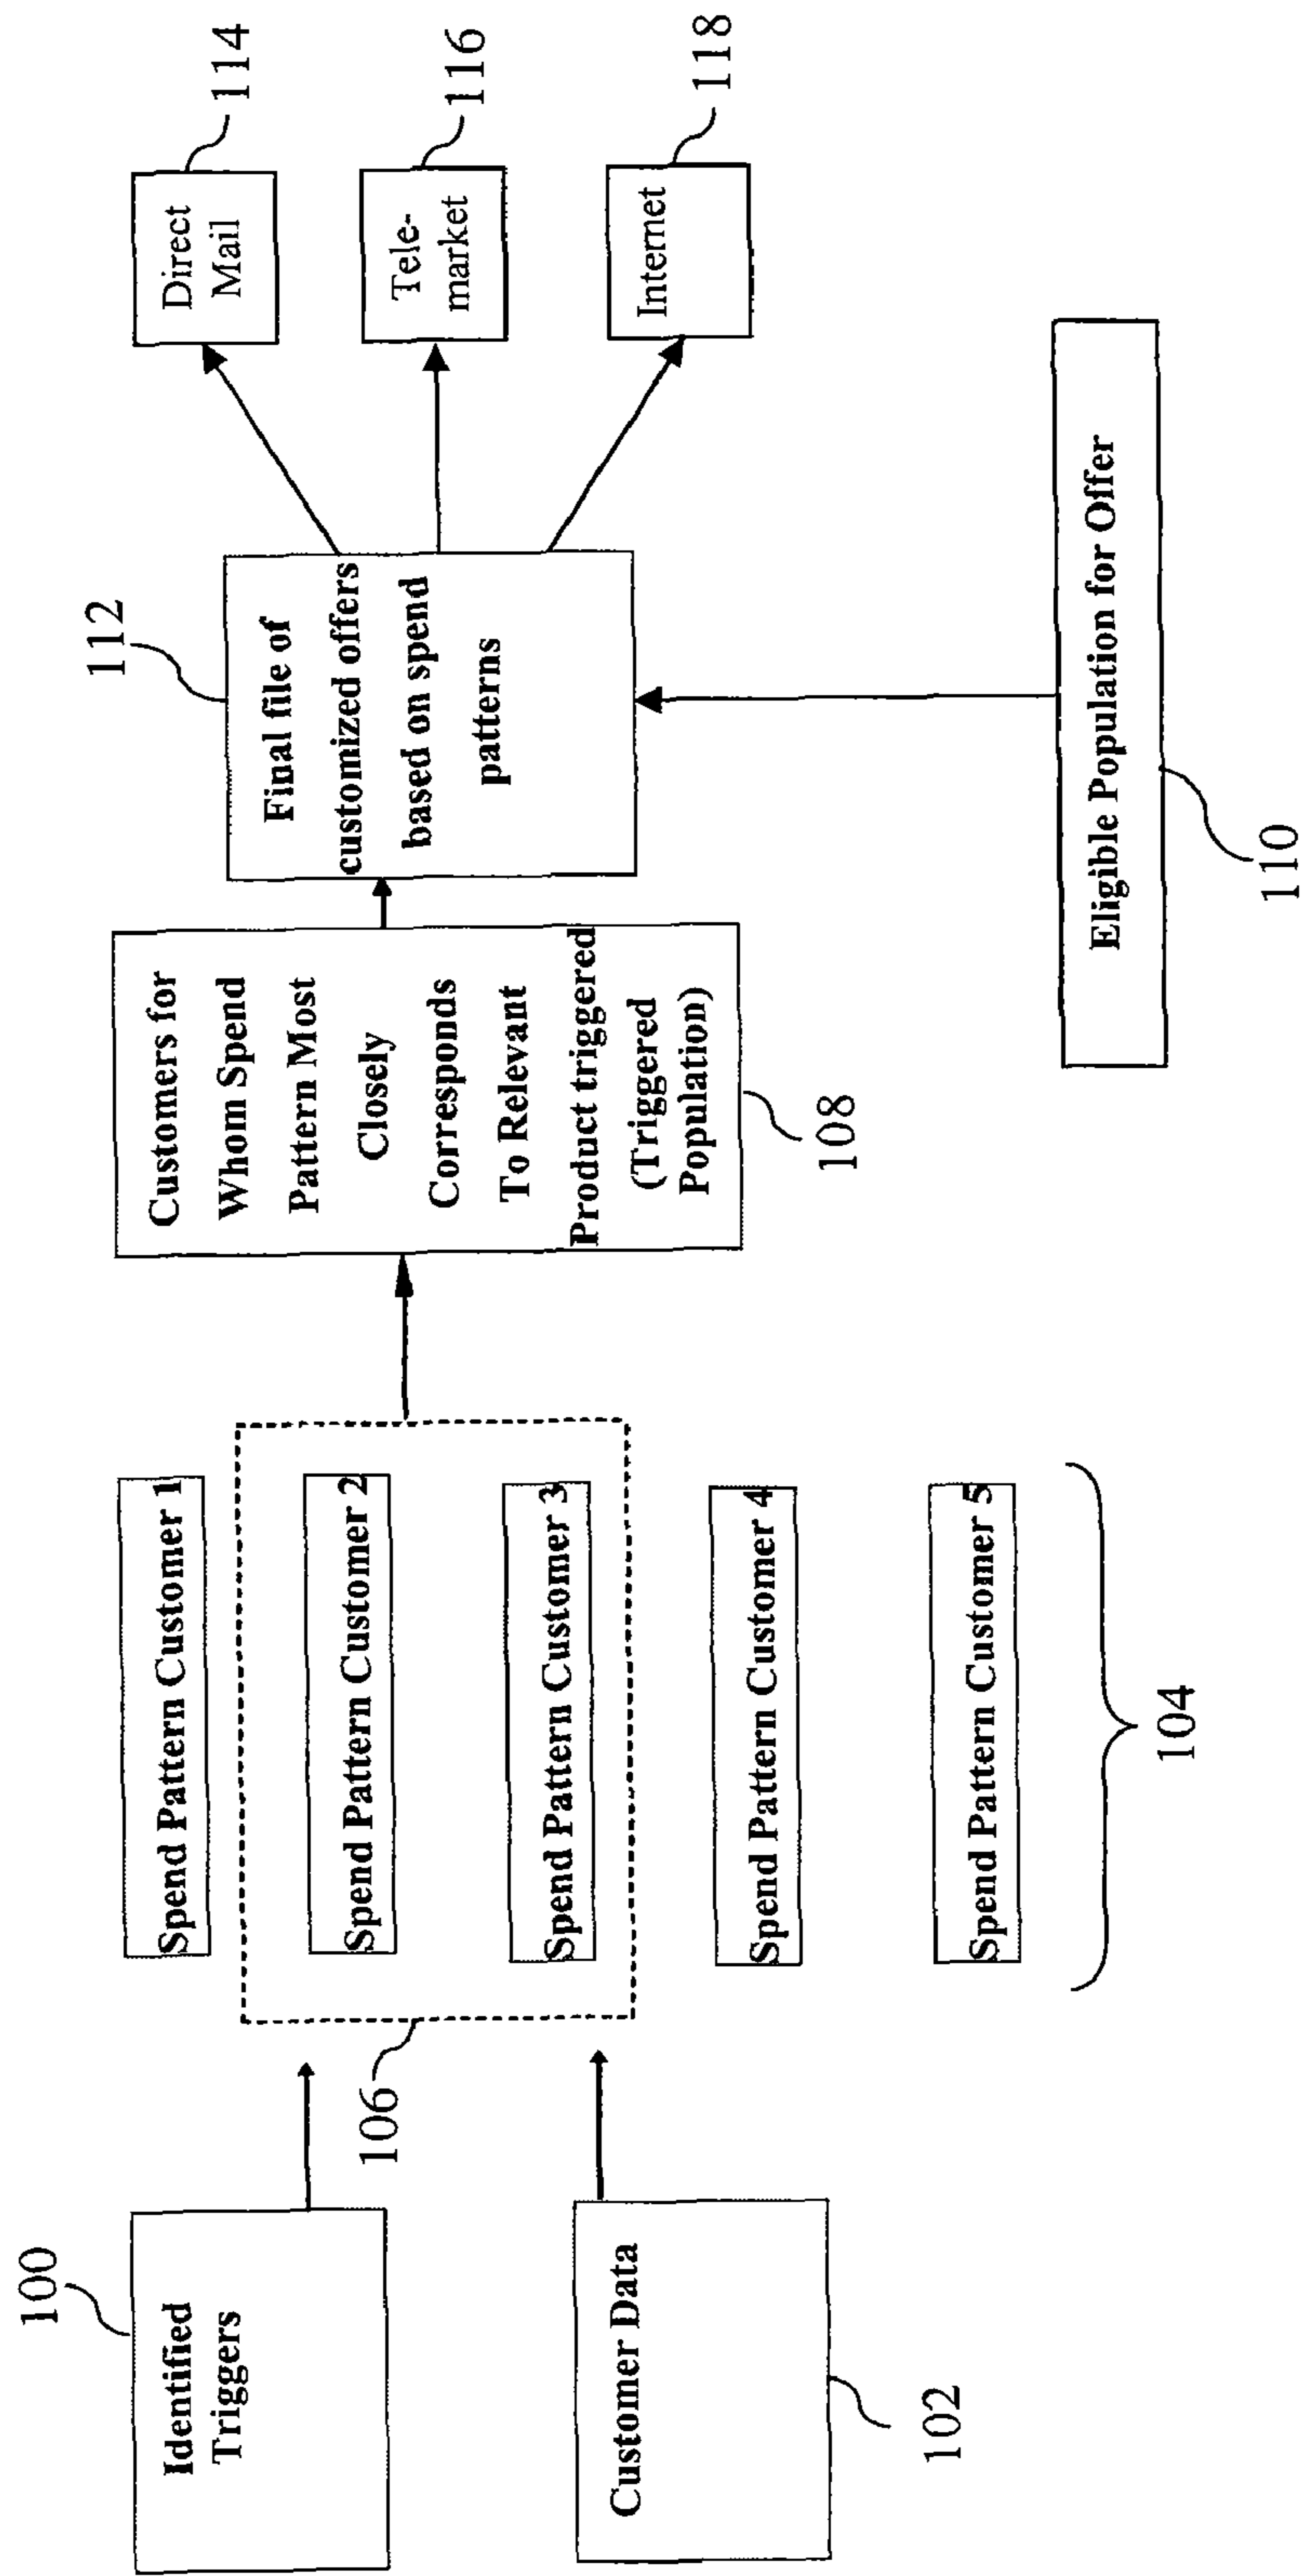 100
Identified
Triggers
Customer Data
102
106
Spend Pattern Customer 1
Spend Pattern Customer 2
Spend Pattern Customer 3
Spend Pattern Customer 4
Spend Pattern Customer 5
104
Customers for
Whom Spend
Pattern Most
Closely
Corresponds
To Relevant
Product triggered
(Triggered
Population)
108
112
Final file of
customized offers
based on spend
patterns
Eligible Population for Offer
110
Direct
Mail
114
Tele-
market
116
Internet
118